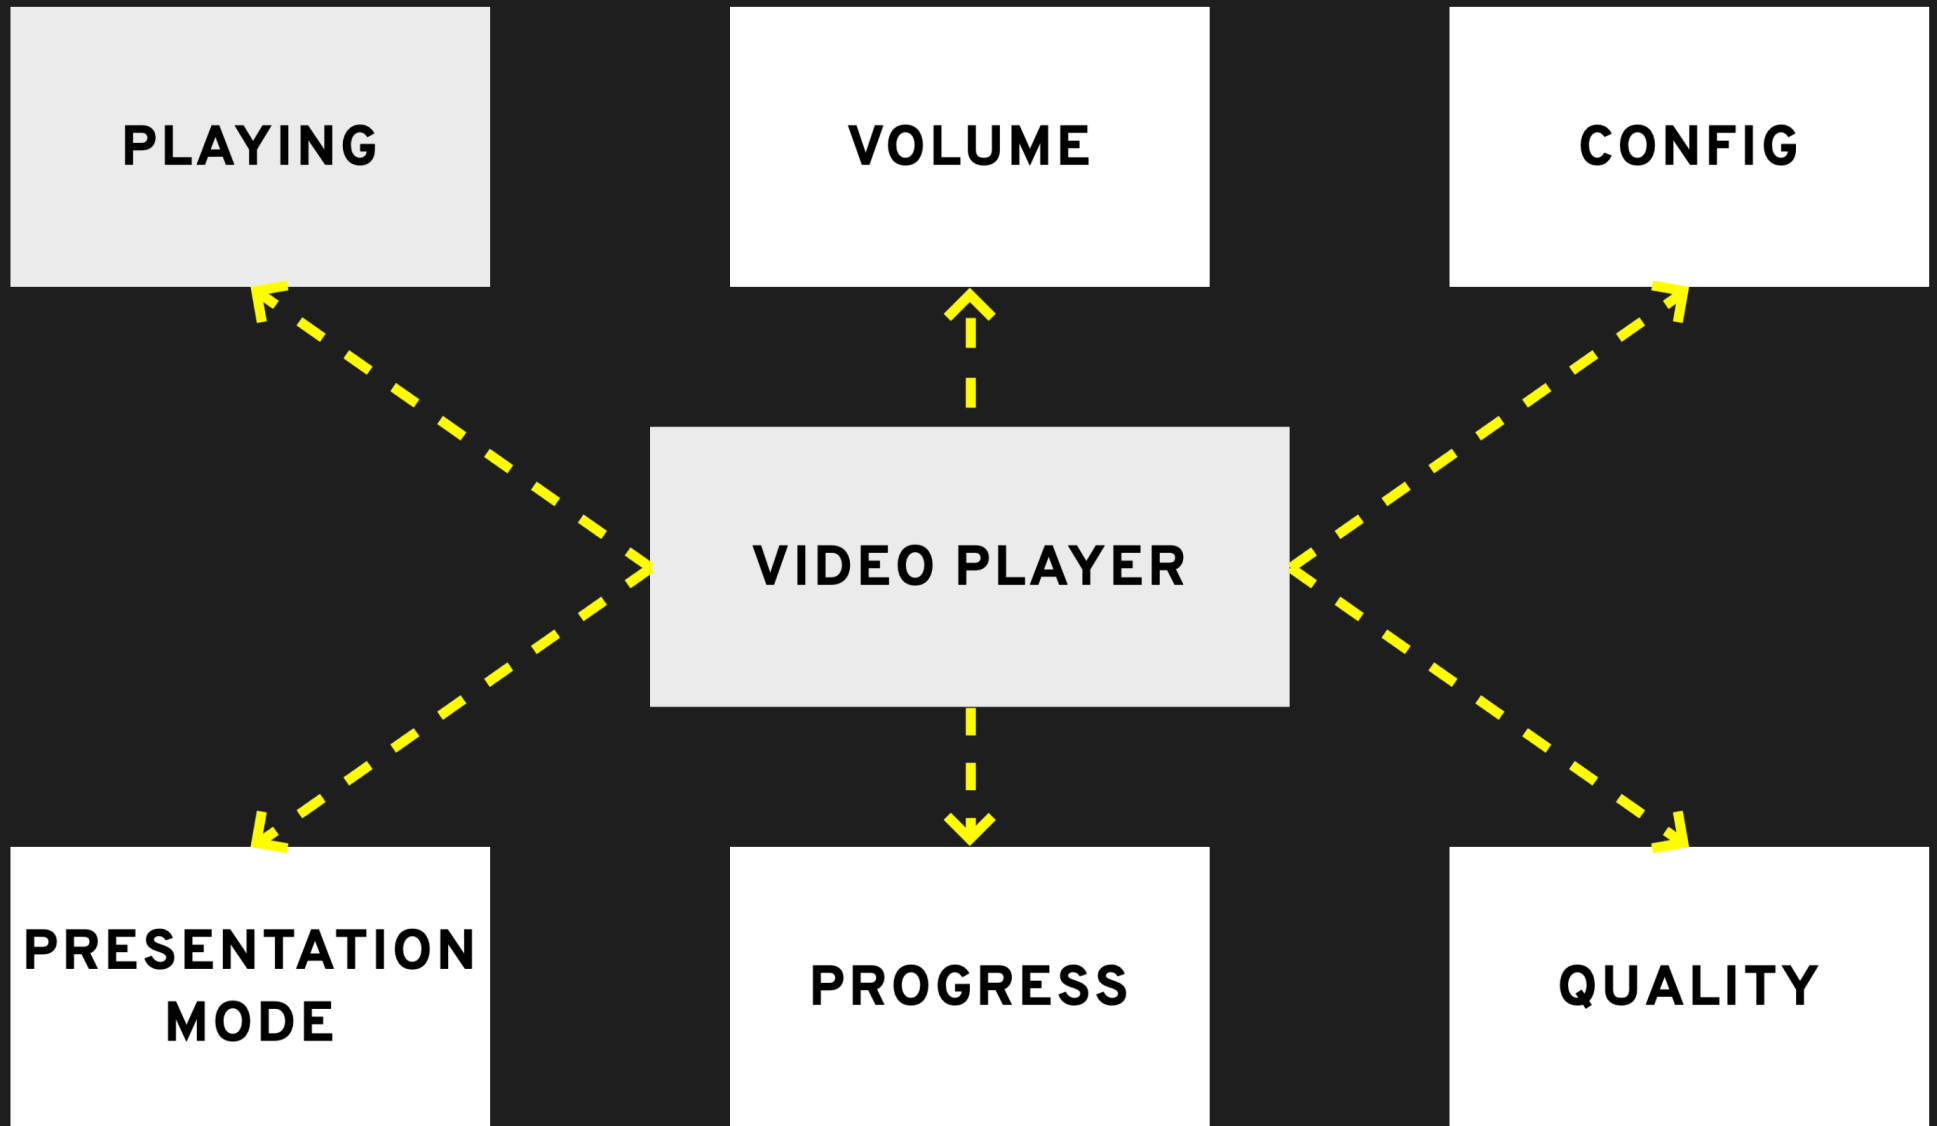 PLAYING
VOLUME
CONFIG
VIDEO PLAYER
PRESENTATION
MODE
PROGRESS
QUALITY